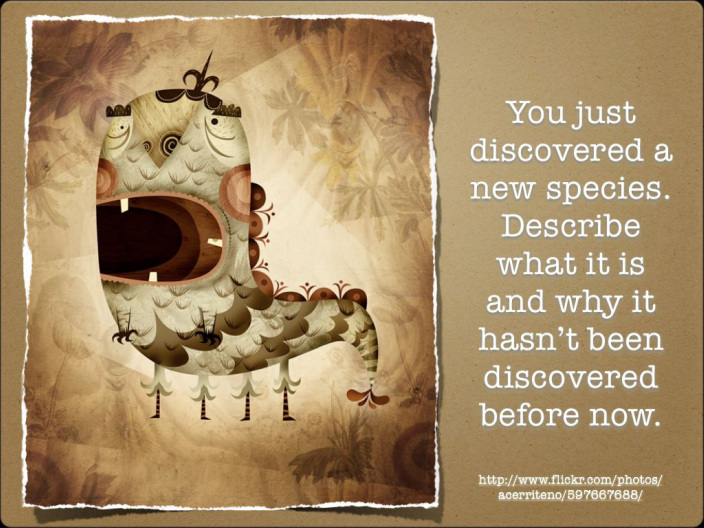 You just
discovered a
new species.
Describe
what it is
and why it
hasn't been
discovered
before now.
http://www.flickr.com/photos/
acerriteno/597667688/